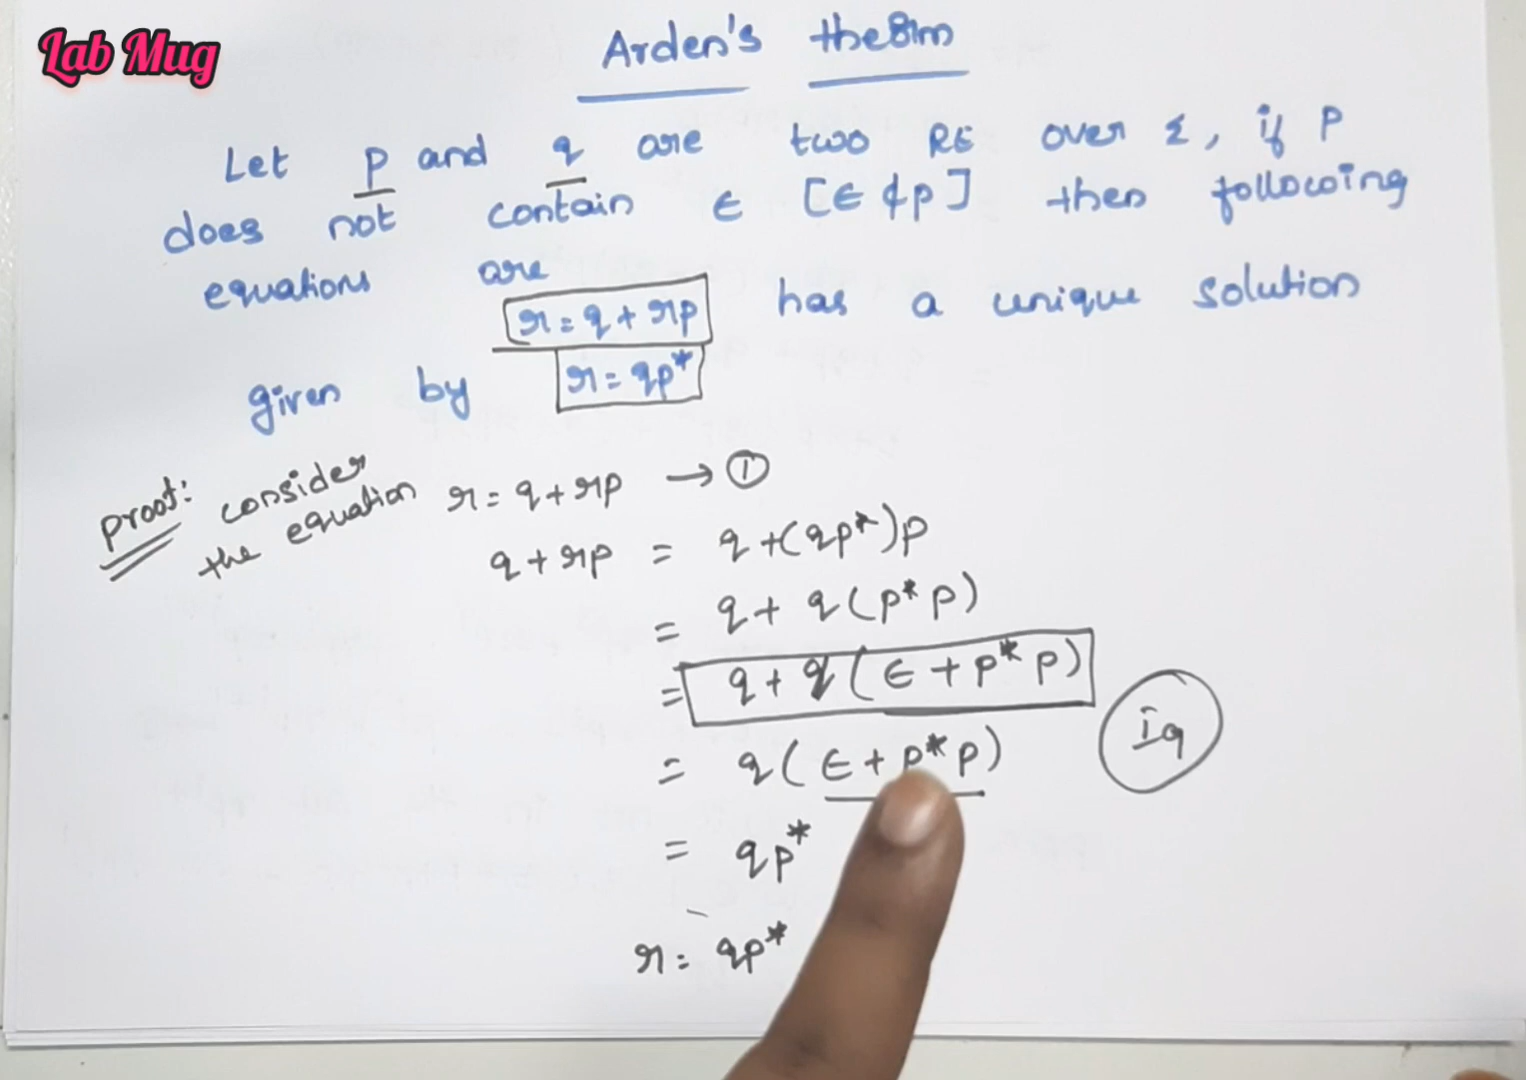 Lab Mug
Arden's theorm
Let p and q are two RE over Σ, if P
does not contain ∈ [∈∉p] then following
equations are
r = q + rp has a unique solution
given by r = qp*
proof: consider
the equation r = q + rp → ①
q + rp = q + (qp*)p
= q + q(p*p)
= q + q(∈ + p*p)
= q(∈ + p*p)
I9
= qp*
r = qp*